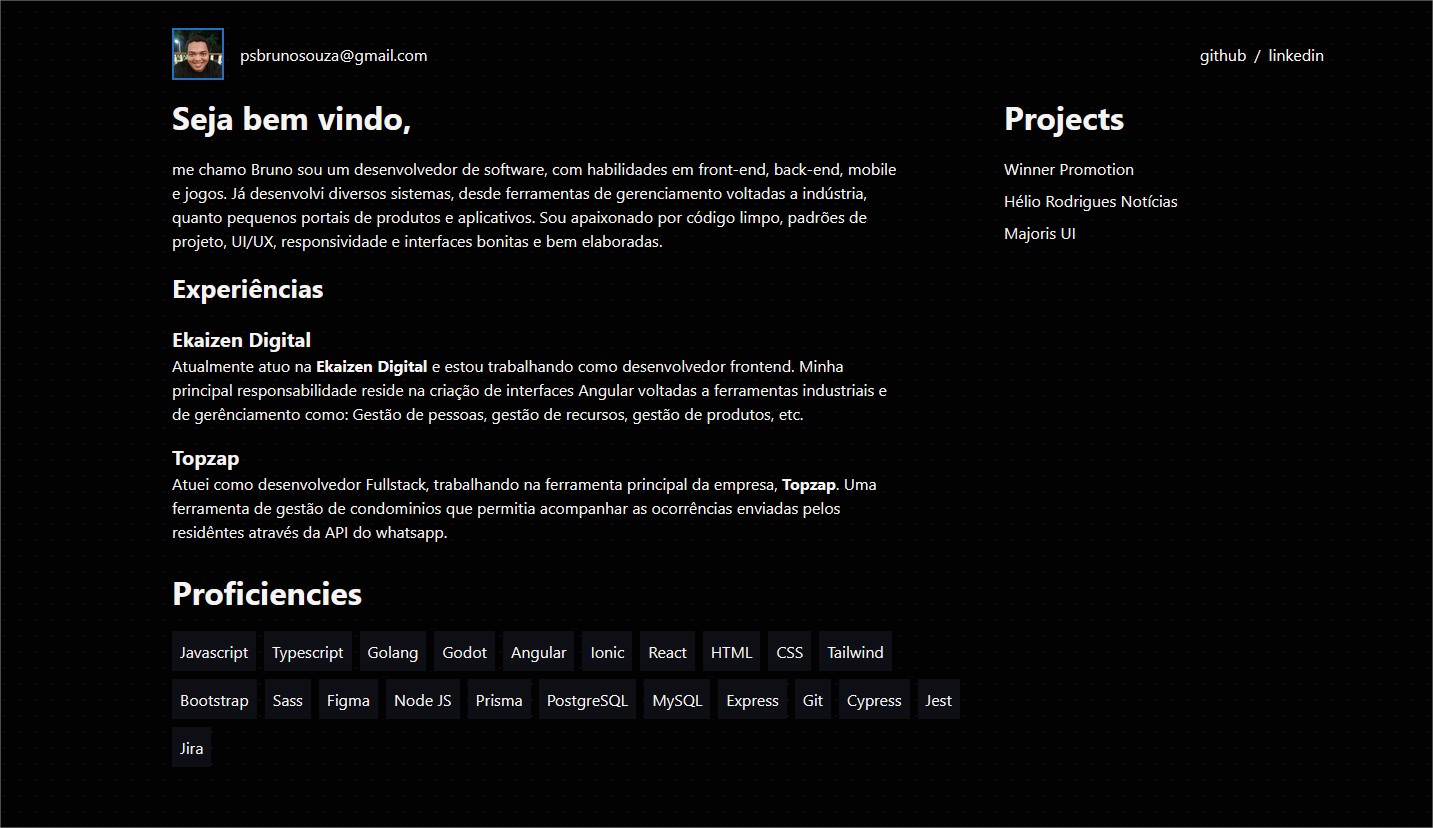 psbrunosouza@gmail.com
github / linkedin
Seja bem vindo,
me chamo Bruno sou um desenvolvedor de software, com habilidades em front-end, back-end, mobile
e jogos. Já desenvolvi diversos sistemas, desde ferramentas de gerenciamento voltadas a indústria,
quanto pequenos portais de produtos e aplicativos. Sou apaixonado por código limpo, padrões de
projeto, UI/UX, responsividade e interfaces bonitas e bem elaboradas.
Experiências
Ekaizen Digital
Atualmente atuo na Ekaizen Digital e estou trabalhando como desenvolvedor frontend. Minha
principal responsabilidade reside na criação de interfaces Angular voltadas a ferramentas industriais e
de gerênciamento como: Gestão de pessoas, gestão de recursos, gestão de produtos, etc.
Topzap
Atuei como desenvolvedor Fullstack, trabalhando na ferramenta principal da empresa, Topzap. Uma
ferramenta de gestão de condominios que permitia acompanhar as ocorrências enviadas pelos
residêntes através da API do whatsapp.
Proficiencies
Javascript Typescript Golang Godot Angular Ionic React HTML CSS Tailwind
Bootstrap Sass Figma Node JS Prisma PostgreSQL MySQL Express Git Cypress Jest
Jira
Projects
Winner Promotion
Hélio Rodrigues Notícias
Majoris UI